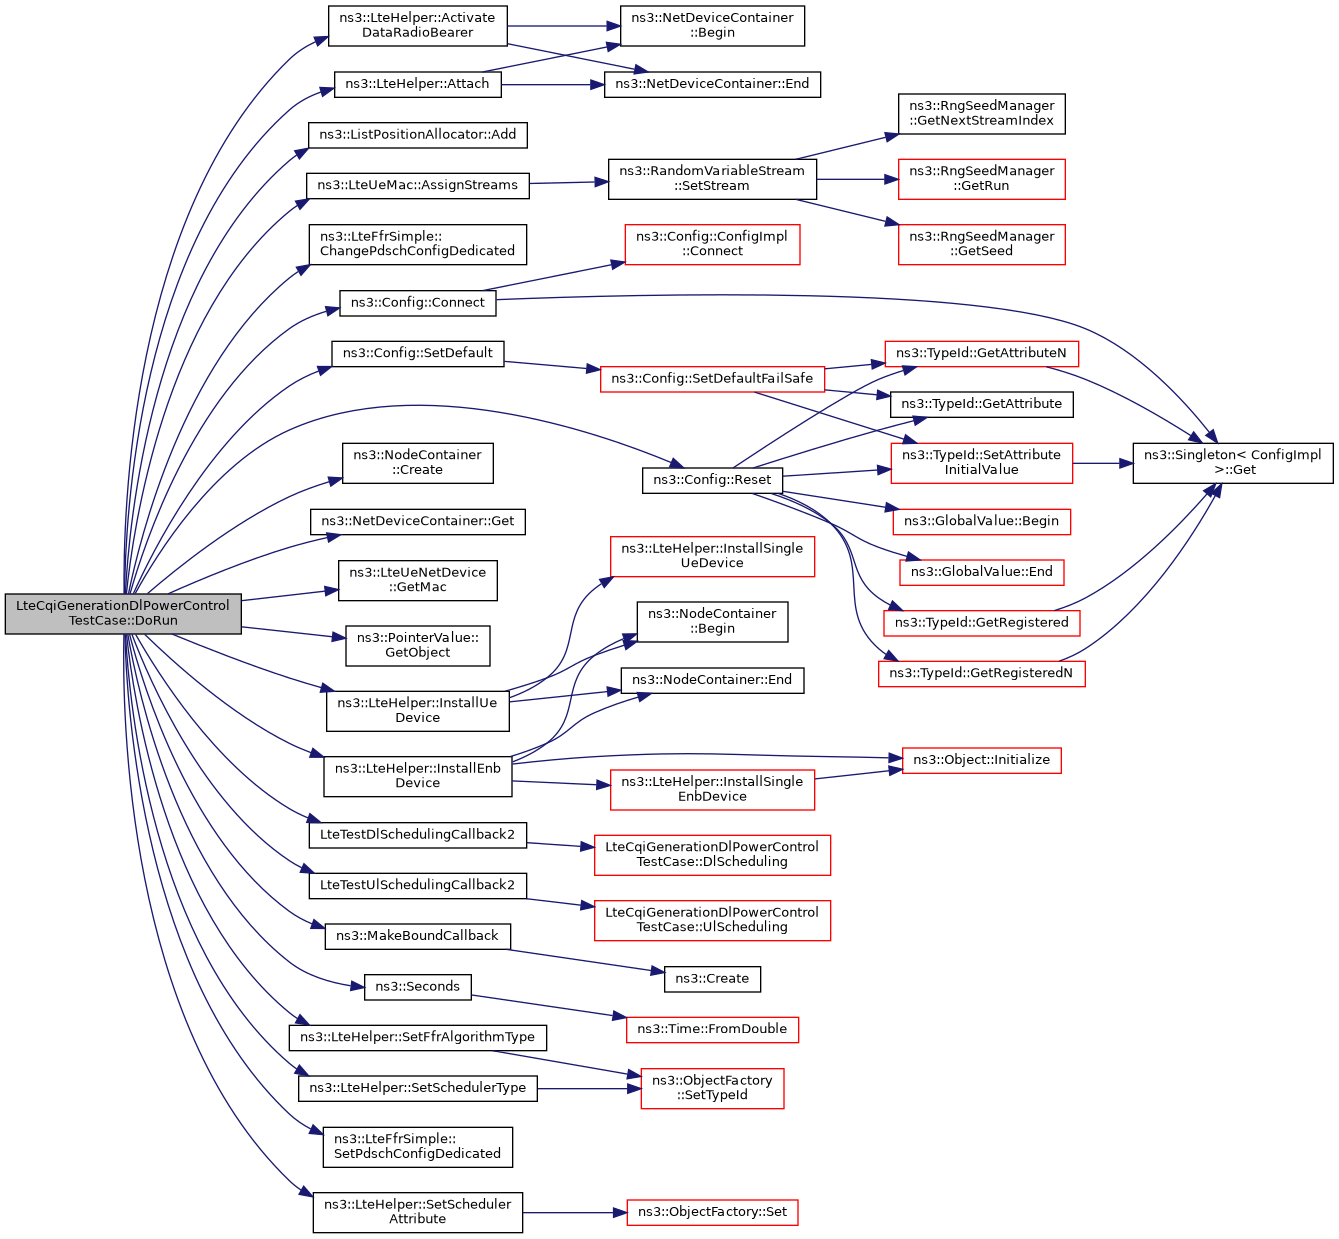 LteCqiGenerationDlPowerControl
TestCase::DoRun
ns3::LteHelper::Activate
DataRadioBearer
ns3::LteHelper::Attach
ns3::ListPositionAllocator::Add
ns3::LteUeMac::AssignStreams
ns3::LteFfrSimple::
ChangePdschConfigDedicated
ns3::Config::Connect
ns3::Config::SetDefault
ns3::NodeContainer
::Create
ns3::NetDeviceContainer::Get
ns3::LteUeNetDevice
::GetMac
ns3::PointerValue::
GetObject
ns3::LteHelper::InstallUe
Device
ns3::LteHelper::InstallEnb
Device
LteTestDlSchedulingCallback2
LteTestUlSchedulingCallback2
ns3::MakeBoundCallback
ns3::Seconds
ns3::LteHelper::SetFfrAlgorithmType
ns3::LteHelper::SetSchedulerType
ns3::LteFfrSimple::
SetPdschConfigDedicated
ns3::LteHelper::SetScheduler
Attribute
ns3::NetDeviceContainer
::Begin
ns3::NetDeviceContainer::End
ns3::RandomVariableStream
::SetStream
ns3::Config::ConfigImpl
::Connect
ns3::Config::SetDefaultFailSafe
ns3::Config::Reset
ns3::LteHelper::InstallSingle
UeDevice
ns3::NodeContainer
::Begin
ns3::NodeContainer::End
ns3::LteHelper::InstallSingle
EnbDevice
LteCqiGenerationDlPowerControl
TestCase::DlScheduling
LteCqiGenerationDlPowerControl
TestCase::UlScheduling
ns3::Create
ns3::Time::FromDouble
ns3::ObjectFactory
::SetTypeId
ns3::ObjectFactory::Set
ns3::RngSeedManager
::GetNextStreamIndex
ns3::RngSeedManager
::GetRun
ns3::RngSeedManager
::GetSeed
ns3::TypeId::GetAttributeN
ns3::TypeId::GetAttribute
ns3::TypeId::SetAttribute
InitialValue
ns3::GlobalValue::Begin
ns3::GlobalValue::End
ns3::TypeId::GetRegistered
ns3::TypeId::GetRegisteredN
ns3::Object::Initialize
ns3::Singleton< ConfigImpl
>::Get